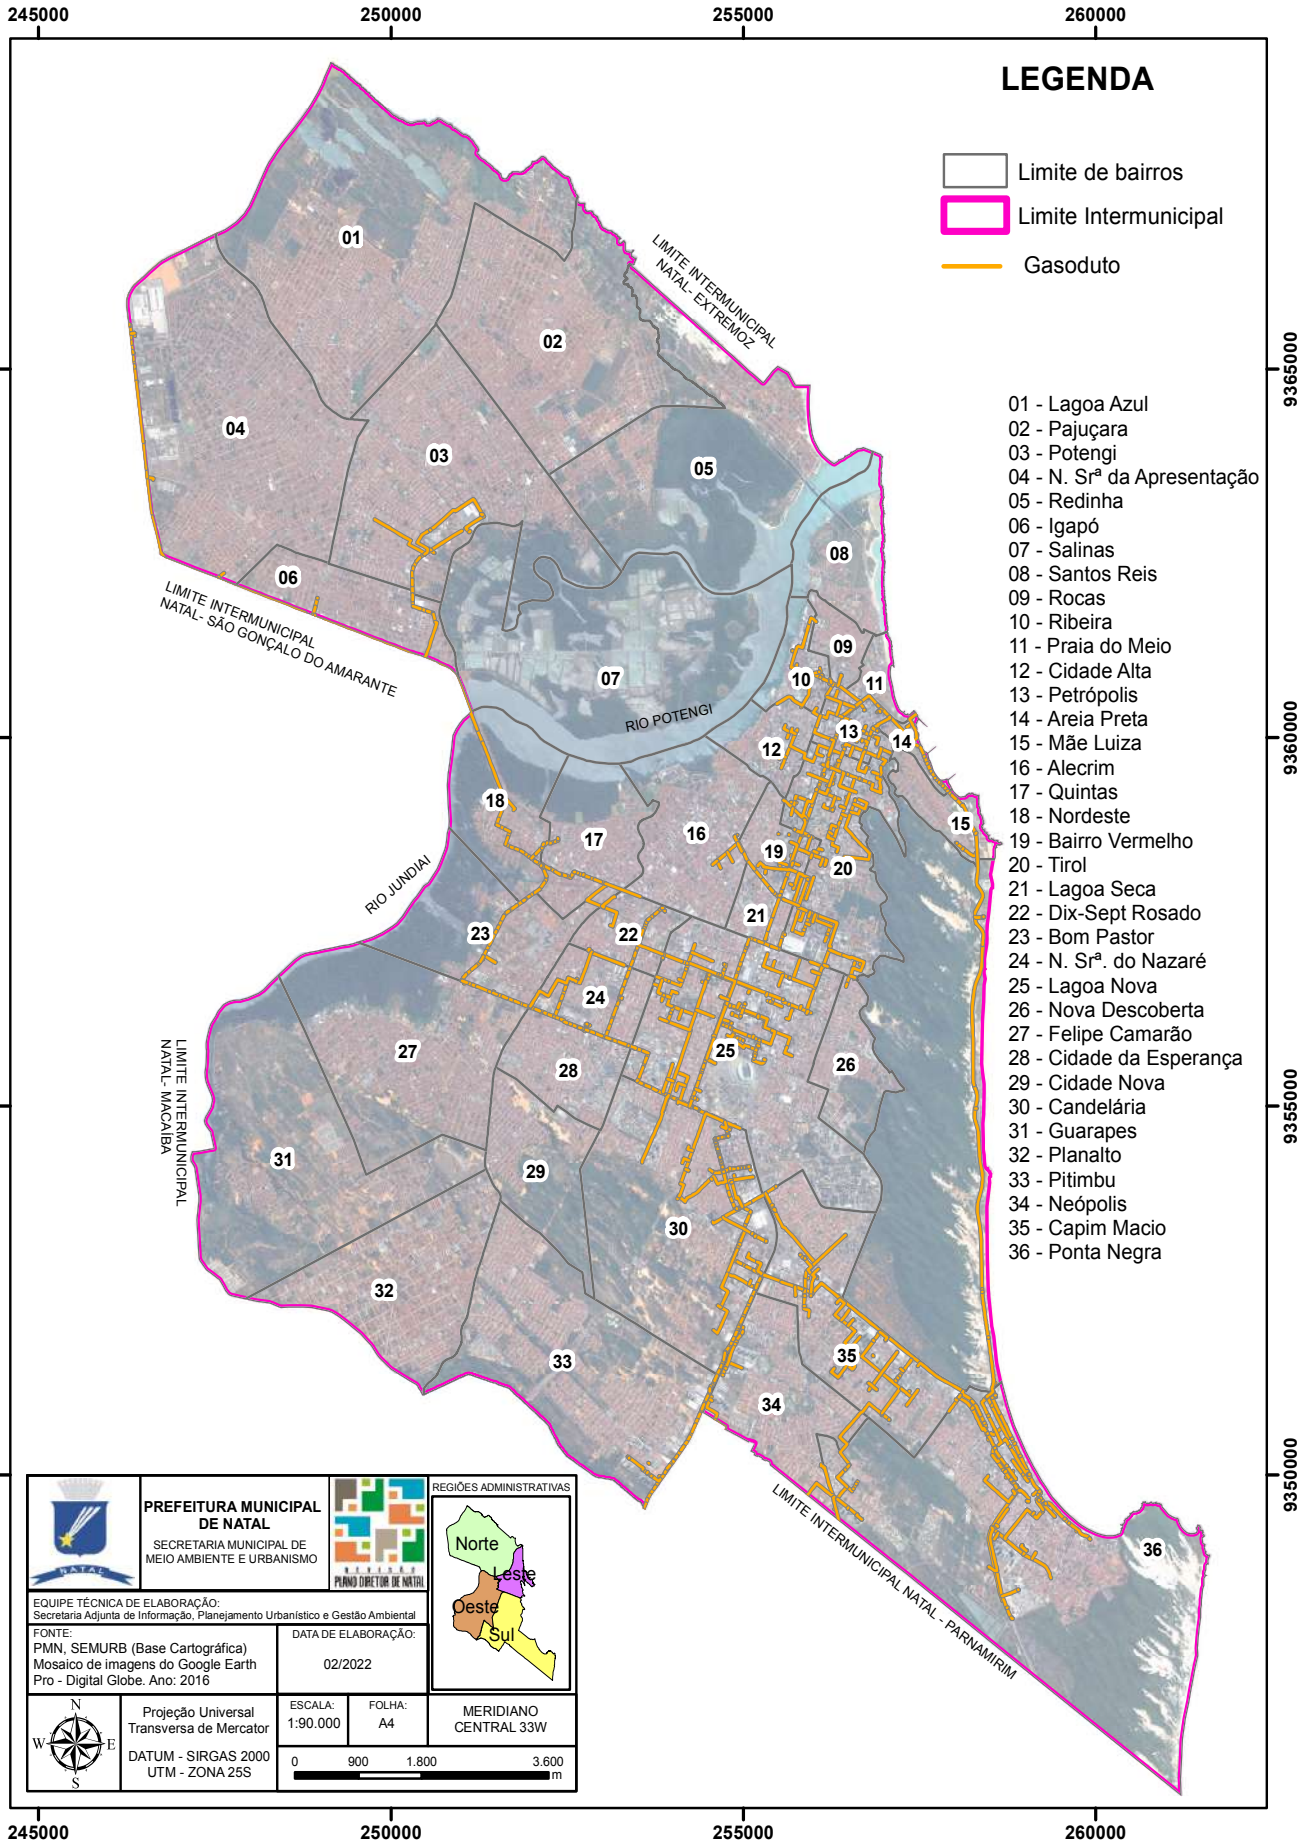 245000
250000
255000
260000
LEGENDA
Limite de bairros
Limite Intermunicipal
Gasoduto
01 - Lagoa Azul
02 - Pajuçara
03 - Potengi
04 - N. Srª da Apresentação
05 - Redinha
06 - Igapó
07 - Salinas
08 - Santos Reis
09 - Rocas
10 - Ribeira
11 - Praia do Meio
12 - Cidade Alta
13 - Petrópolis
14 - Areia Preta
15 - Mãe Luiza
16 - Alecrim
17 - Quintas
18 - Nordeste
19 - Bairro Vermelho
20 - Tirol
21 - Lagoa Seca
22 - Dix-Sept Rosado
23 - Bom Pastor
24 - N. Srª. do Nazaré
25 - Lagoa Nova
26 - Nova Descoberta
27 - Felipe Camarão
28 - Cidade da Esperança
29 - Cidade Nova
30 - Candelária
31 - Guarapes
32 - Planalto
33 - Pitimbu
34 - Neópolis
35 - Capim Macio
36 - Ponta Negra
9365000
9360000
9355000
9350000
LIMITE INTERMUNICIPAL
NATAL- EXTREMOZ
LIMITE INTERMUNICIPAL
NATAL- SÃO GONÇALO DO AMARANTE
RIO POTENGI
RIO JUNDIAI
LIMITE INTERMUNICIPAL
NATAL- MACAÍBA
LIMITE INTERMUNICIPAL NATAL - PARNAMIRIM
01
02
03
04
05
06
07
08
09
10
11
12
13
14
15
16
17
18
19
20
21
22
23
24
25
26
27
28
29
30
31
32
33
34
35
36
NATAL
PREFEITURA MUNICIPAL
DE NATAL
SECRETARIA MUNICIPAL DE
MEIO AMBIENTE E URBANISMO
REVISÃO
PLANO DIRETOR DE NATAL
REGIÕES ADMINISTRATIVAS
Norte
Leste
Oeste
Sul
EQUIPE TÉCNICA DE ELABORAÇÃO:
Secretaria Adjunta de Informação, Planejamento Urbanístico e Gestão Ambiental
FONTE:
PMN, SEMURB (Base Cartográfica)
Mosaico de imagens do Google Earth
Pro - Digital Globe. Ano: 2016
DATA DE ELABORAÇÃO:
02/2022
N
W
E
S
Projeção Universal
Transversa de Mercator
DATUM - SIRGAS 2000
UTM - ZONA 25S
ESCALA:
1:90.000
FOLHA:
A4
MERIDIANO
CENTRAL 33W
0 900 1.800 3.600
m
245000
250000
255000
260000